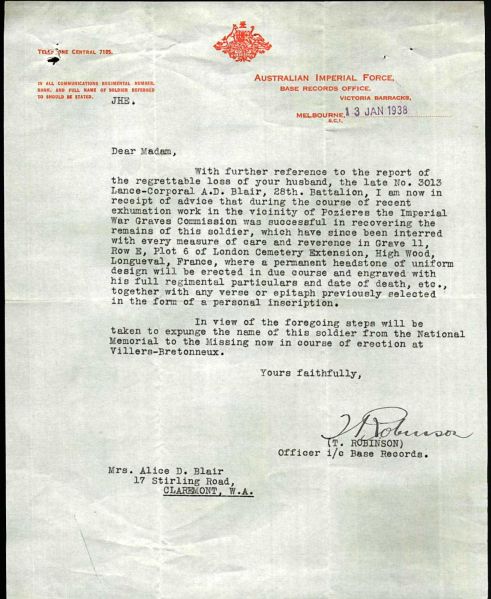 TELEPHONE CENTRAL 7105.
IN ALL COMMUNICATIONS REGIMENTAL NUMBER,
RANK, AND FULL NAME OF SOLDIER REFERRED
TO SHOULD BE STATED.
JHE.
AUSTRALIAN IMPERIAL FORCE,
BASE RECORDS OFFICE,
VICTORIA BARRACKS,
MELBOURNE, 13 JAN 1938
S.C.1.
Dear Madam,
With further reference to the report of
the regrettable loss of your husband, the late No. 3013
Lance-Corporal A.D. Blair, 28th. Battalion, I am now in
receipt of advice that during the course of recent
exhumation work in the vicinity of Pozieres the Imperial
War Graves Commission was successful in recovering the
remains of this soldier, which have since been interred
with every measure of care and reverence in Grave 11,
Row E, Plot 6 of London Cemetery Extension, High Wood,
Longueval, France, where a permanent headstone of uniform
design will be erected in due course and engraved with
his full regimental particulars and date of death, etc.,
together with any verse or epitaph previously selected
in the form of a personal inscription.
In view of the foregoing steps will be
taken to expunge the name of this soldier from the National
Memorial to the Missing now in course of erection at
Villers-Bretonneux.
Yours faithfully,
T Robinson
(T. ROBINSON)
Officer i/c Base Records.
Mrs. Alice D. Blair
17 Stirling Road,
CLAREMONT, W.A.